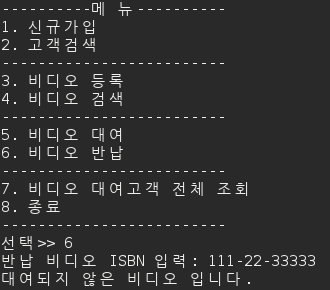 ----------메 뉴----------
1. 신규가입
2. 고객검색
-------------------------
3. 비디오 등록
4. 비디오 검색
-------------------------
5. 비디오 대여
6. 비디오 반납
-------------------------
7. 비디오 대여고객 전체 조회
8. 종료
-------------------------
선택>> 6
반납 비디오 ISBN 입력: 111-22-33333
대여되지 않은 비디오 입니다.